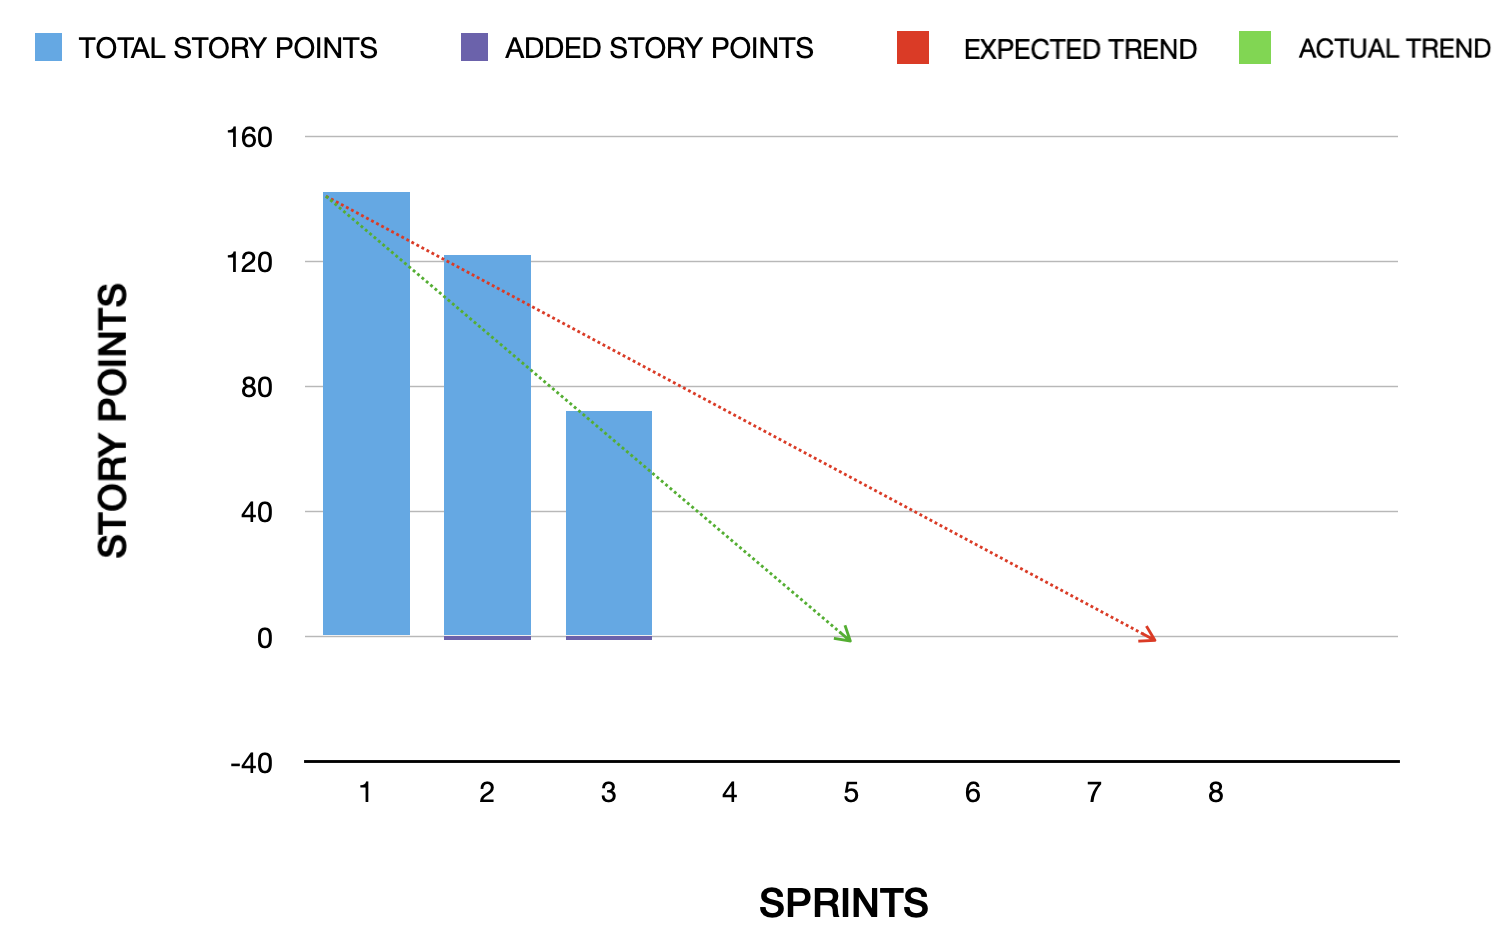 TOTAL STORY POINTS
ADDED STORY POINTS
EXPECTED TREND
ACTUAL TREND
160
120
80
40
0
-40
STORY POINTS
1 2 3 4 5 6 7 8
SPRINTS